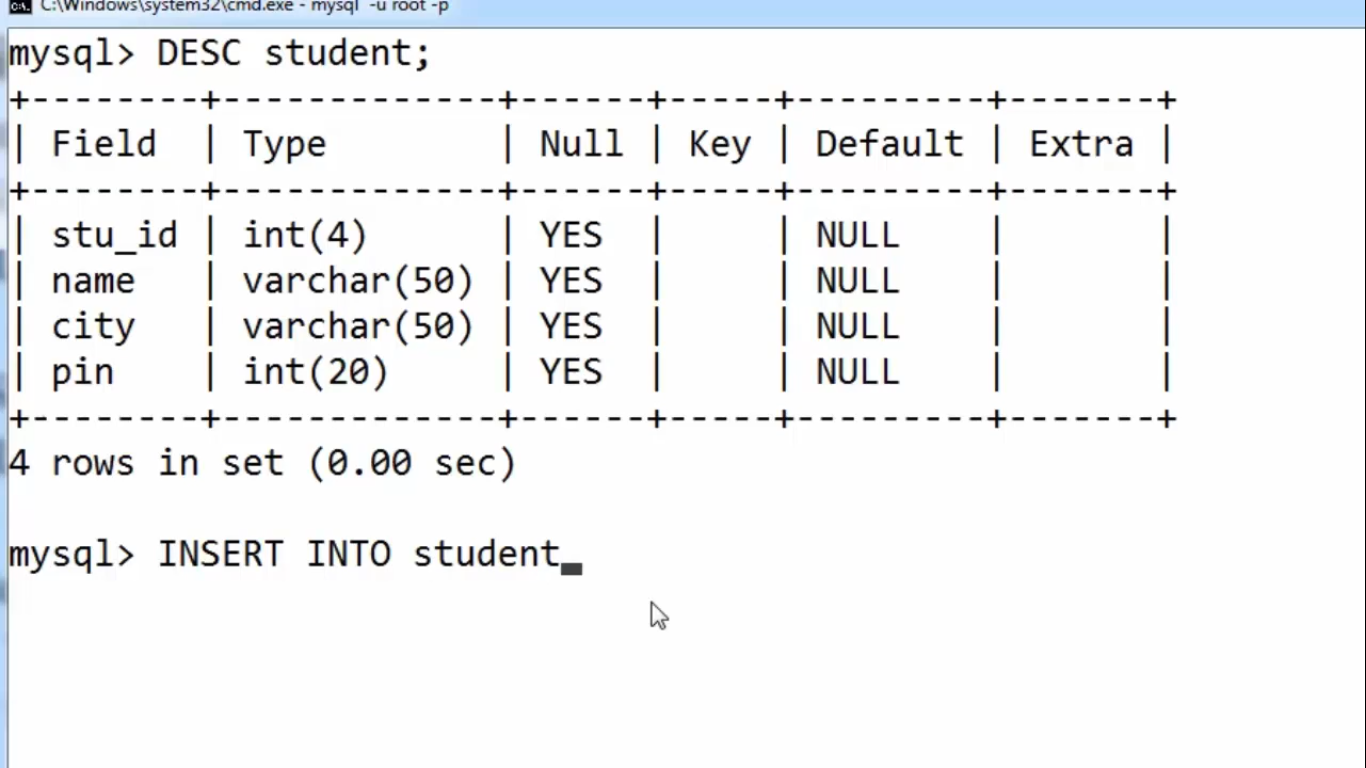 C:\Windows\system32\cmd.exe - mysql -u root -p
mysql> DESC student;
+--------+-------------+------+-----+---------+-------+
| Field  | Type        | Null | Key | Default | Extra |
+--------+-------------+------+-----+---------+-------+
| stu_id | int(4)      | YES  |     | NULL    |       |
| name   | varchar(50) | YES  |     | NULL    |       |
| city   | varchar(50) | YES  |     | NULL    |       |
| pin    | int(20)     | YES  |     | NULL    |       |
+--------+-------------+------+-----+---------+-------+
4 rows in set (0.00 sec)
mysql> INSERT INTO student